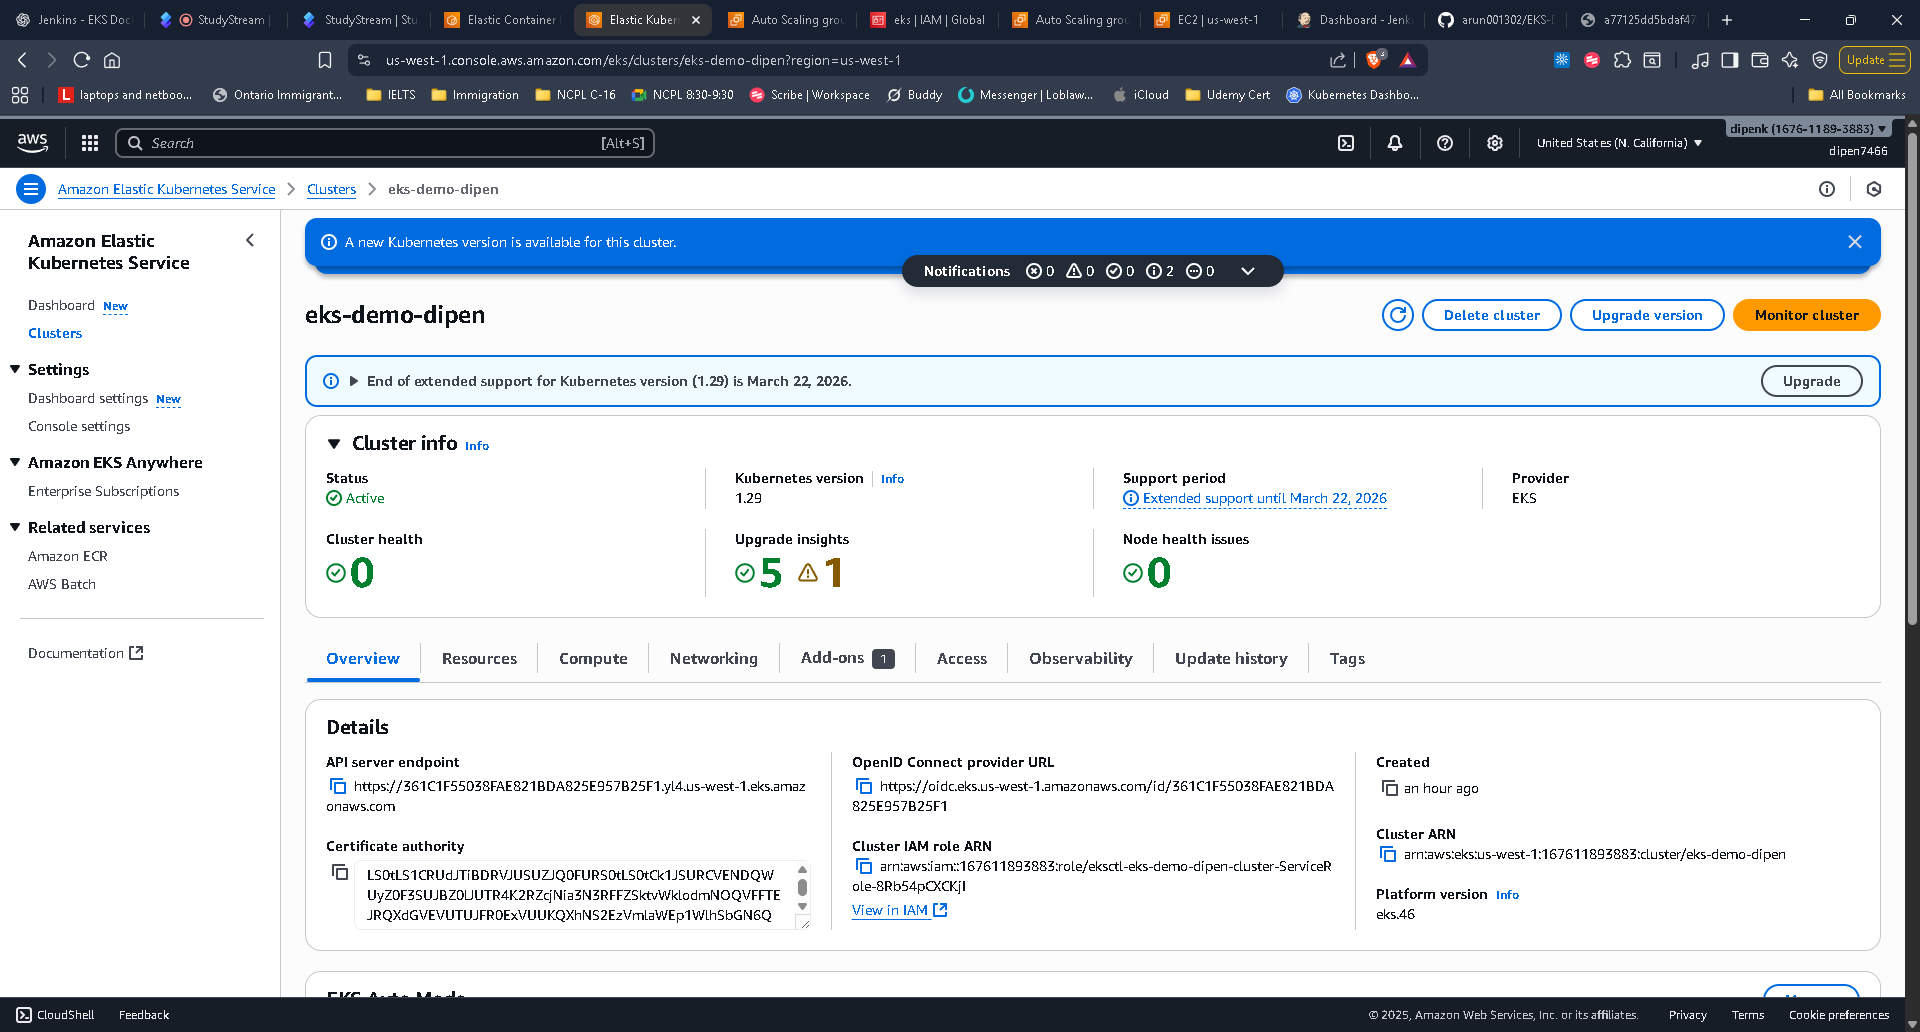 Jenkins - EKS Doc
StudyStream
StudyStream | Stu
Elastic Container
Elastic Kuber
Auto Scaling grou
eks | IAM | Global
Auto Scaling grou
EC2 | us-west-1
Dashboard - Jenk
arun001302/EKS-
a77125dd5bdaf47
us-west-1.console.aws.amazon.com/eks/clusters/eks-demo-dipen?region=us-west-1
3
Update
laptops and netboo...
Ontario Immigrant...
IELTS
Immigration
NCPL C-16
NCPL 8:30-9:30
Scribe | Workspace
Buddy
Messenger | Loblaw...
iCloud
Udemy Cert
Kubernetes Dashbo...
All Bookmarks
aws
Search
[Alt+S]
United States (N. California)
dipenk (1676-1189-3883)
dipen7466
Amazon Elastic Kubernetes Service
Clusters
eks-demo-dipen
Amazon Elastic
Kubernetes Service
Dashboard New
Clusters
Settings
Dashboard settings New
Console settings
Amazon EKS Anywhere
Enterprise Subscriptions
Related services
Amazon ECR
AWS Batch
Documentation
A new Kubernetes version is available for this cluster.
Notifications 0 0 0 2 0
eks-demo-dipen
Delete cluster
Upgrade version
Monitor cluster
End of extended support for Kubernetes version (1.29) is March 22, 2026.
Upgrade
Cluster info Info
Status
Active
Kubernetes version Info
1.29
Support period
Extended support until March 22, 2026
Provider
EKS
Cluster health
0
Upgrade insights
5 1
Node health issues
0
Overview
Resources
Compute
Networking
Add-ons 1
Access
Observability
Update history
Tags
Details
API server endpoint
https://361C1F55038FAE821BDA825E957B25F1.yl4.us-west-1.eks.amaz
onaws.com
Certificate authority
LS0tLS1CRUdJTiBDRVJUSUZJQ0FURS0tLS0tCk1JSURCVENDQW
UyZ0F3SUJBZ0lJUTR4K2RZcjNia3N3RFFZSktvWklodmNOQVFFTE
JRQXdGVEVUTUJFR0ExVUUKQXhNS2EzVmlaWEp1WlhSbGN6Q
OpenID Connect provider URL
https://oidc.eks.us-west-1.amazonaws.com/id/361C1F55038FAE821BDA
825E957B25F1
Cluster IAM role ARN
arn:aws:iam::167611893883:role/eksctl-eks-demo-dipen-cluster-ServiceR
ole-8Rb54pCXCKjI
View in IAM
Created
an hour ago
Cluster ARN
arn:aws:eks:us-west-1:167611893883:cluster/eks-demo-dipen
Platform version Info
eks.46
EKS Auto Mode
CloudShell
Feedback
© 2025, Amazon Web Services, Inc. or its affiliates.
Privacy
Terms
Cookie preferences